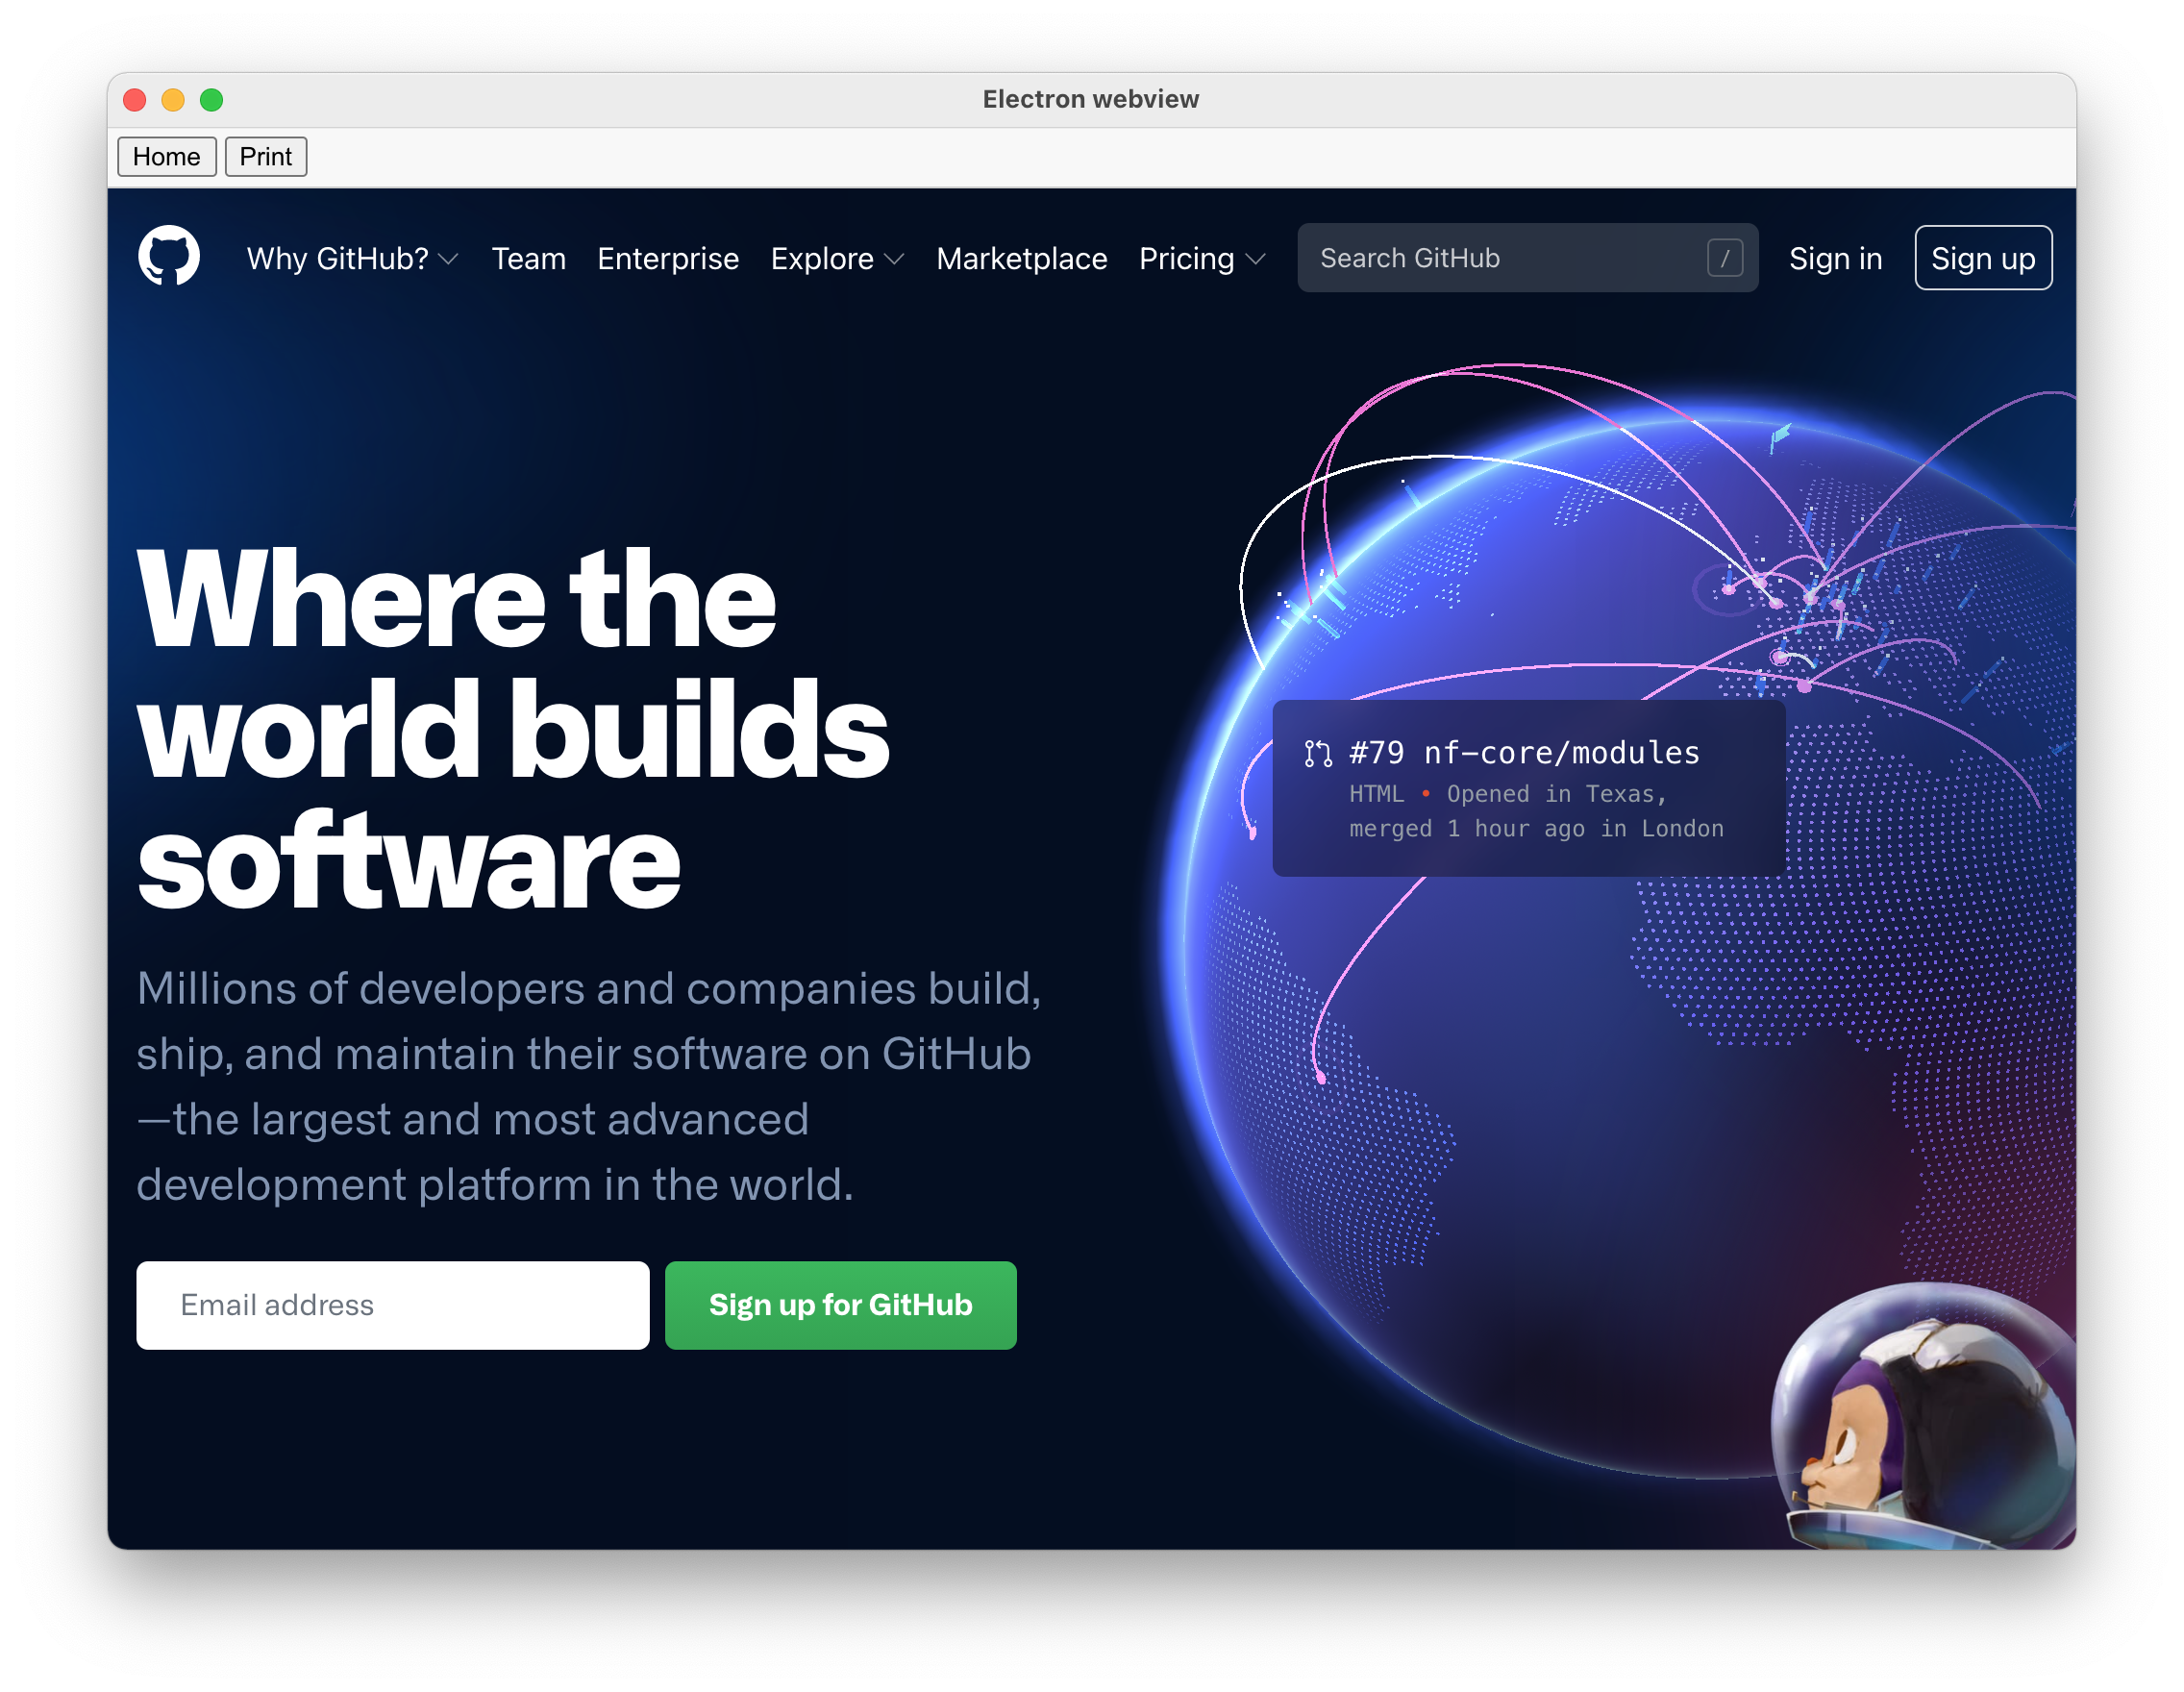 Electron webview
Home Print
Why GitHub? Team Enterprise Explore Marketplace Pricing Search GitHub / Sign in Sign up
Where the
world builds
software
#79 nf-core/modules
HTML • Opened in Texas,
merged 1 hour ago in London
Millions of developers and companies build,
ship, and maintain their software on GitHub
—the largest and most advanced
development platform in the world.
Email address Sign up for GitHub